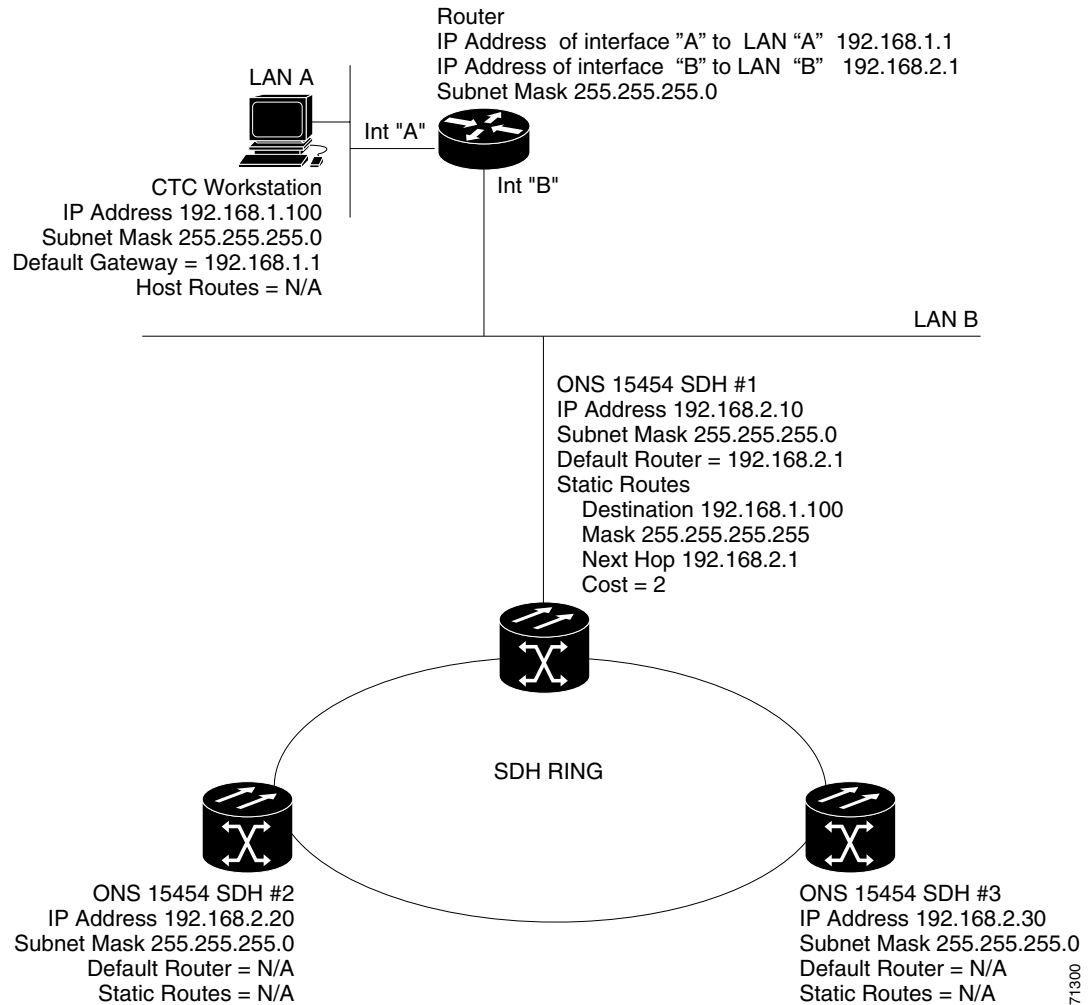 Router
IP Address of interface ”A” to LAN “A” 192.168.1.1
IP Address of interface “B” to LAN “B” 192.168.2.1
Subnet Mask 255.255.255.0
LAN A
Int "A"
Int "B"
CTC Workstation
IP Address 192.168.1.100
Subnet Mask 255.255.255.0
Default Gateway = 192.168.1.1
Host Routes = N/A
LAN B
ONS 15454 SDH #1
IP Address 192.168.2.10
Subnet Mask 255.255.255.0
Default Router = 192.168.2.1
Static Routes
Destination 192.168.1.100
Mask 255.255.255.255
Next Hop 192.168.2.1
Cost = 2
SDH RING
ONS 15454 SDH #2
IP Address 192.168.2.20
Subnet Mask 255.255.255.0
Default Router = N/A
Static Routes = N/A
ONS 15454 SDH #3
IP Address 192.168.2.30
Subnet Mask 255.255.255.0
Default Router = N/A
Static Routes = N/A
71300